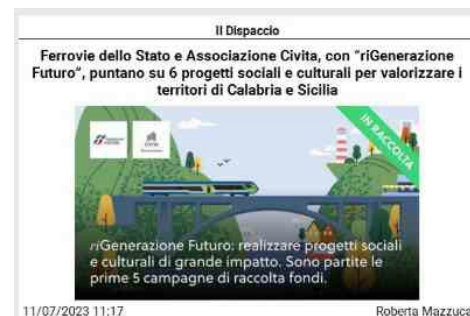 Il Dispaccio
Ferrovie dello Stato e Associazione Civita, con “riGenerazione
Futuro”, puntano su 6 progetti sociali e culturali per valorizzare i
territori di Calabria e Sicilia
IN RACCOLTA
riGenerazione Futuro: realizzare progetti sociali
e culturali di grande impatto. Sono partite le
prime 5 campagne di raccolta fondi.
11/07/2023 11:17
Roberta Mazzuca